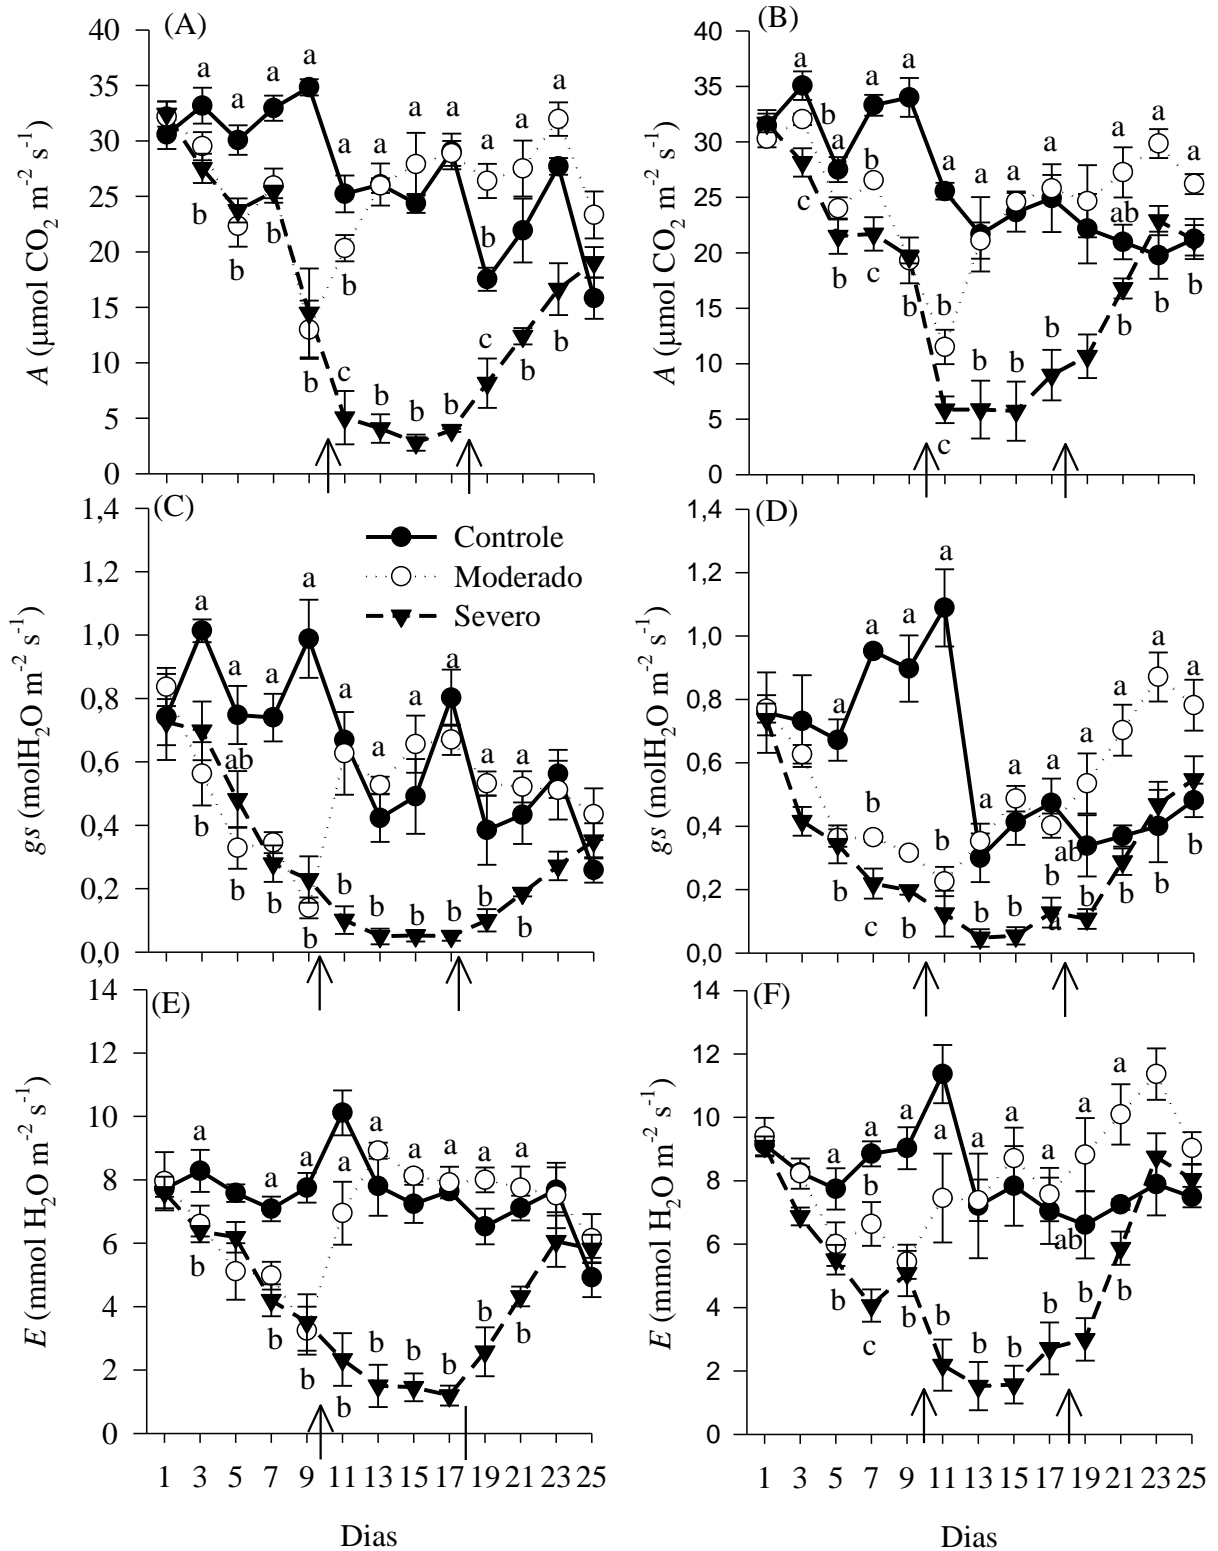 (A)
40
35
30
25
20
15
10
5
0
A (µmol CO2 m-2 s-1)
a a a a a a a a a a a
b b b b b c b b b b c b b
(B)
40
35
30
25
20
15
10
5
0
A (µmol CO2 m-2 s-1)
a b a b a a a a a ab a a a
c b c b b c b b b b b b
(C)
1,4
1,2
1,0
0,8
0,6
0,4
0,2
0,0
gs (molH2O m-2 s-1)
Controle
Moderado
Severo
a a a a a a a a a a
b ab b b b b b b b b b
(D)
1,4
1,2
1,0
0,8
0,6
0,4
0,2
0,0
gs (molH2O m-2 s-1)
a a a a a a a a a a a
b b c b b b b b a ab b b b b
(E)
14
12
10
8
6
4
2
0
E (mmol H2O m-2 s-1)
a a a a a a a a a
b b b b b b b b b
1 3 5 7 9 11 13 15 17 19 21 23 25
Dias
(F)
14
12
10
8
6
4
2
0
E (mmol H2O m-2 s-1)
a a b a a a a a a a
b c b b b b b ab b b
1 3 5 7 9 11 13 15 17 19 21 23 25
Dias